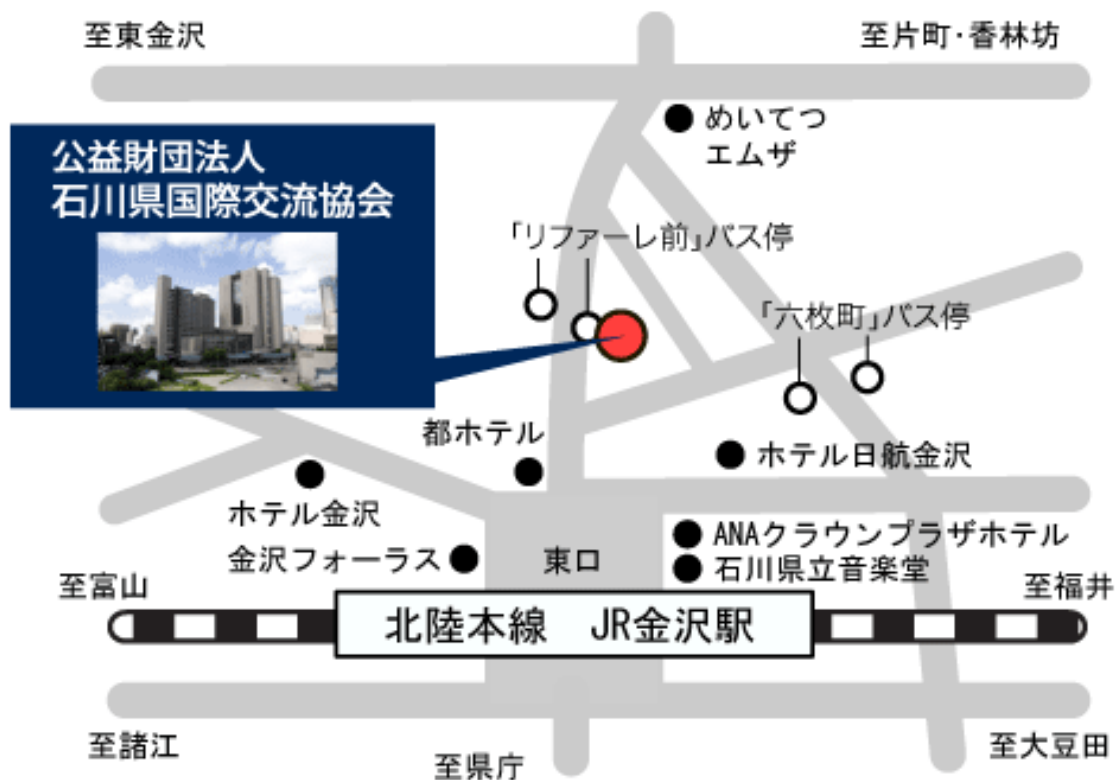 至東金沢
至片町・香林坊
めいてつ
エムザ
公益財団法人
石川県国際交流協会
「リファーレ前」バス停
「六枚町」バス停
都ホテル
ホテル日航金沢
ホテル金沢
ANAクラウンプラザホテル
金沢フォーラス
東口
石川県立音楽堂
至富山
至福井
北陸本線 JR金沢駅
至諸江
至県庁
至大豆田